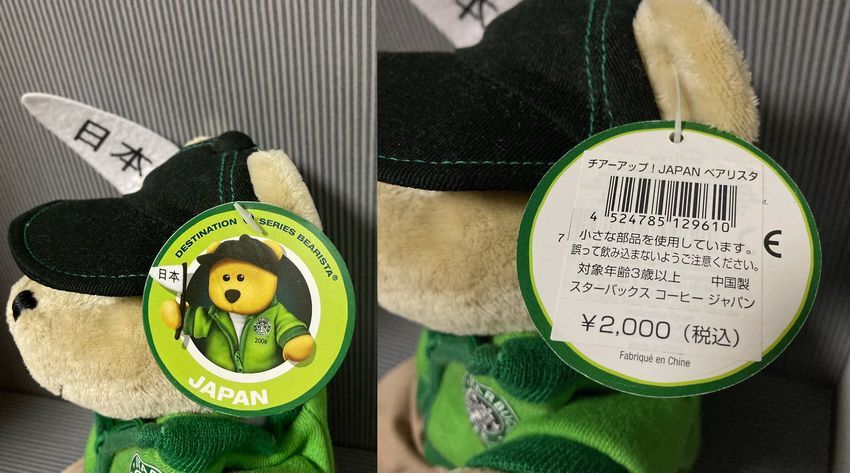 日本
DESTINATION SERIES BEARISTA®
日本
2008
JAPAN
チアーアップ！JAPAN ベアリスタ
4 524785 129610
小さな部品を使用しています。
誤って飲み込まないようご注意ください。
対象年齢3歳以上 中国製
スターバックス コーヒー ジャパン
￥2,000（税込）
7
CE
Fabriqué en Chine